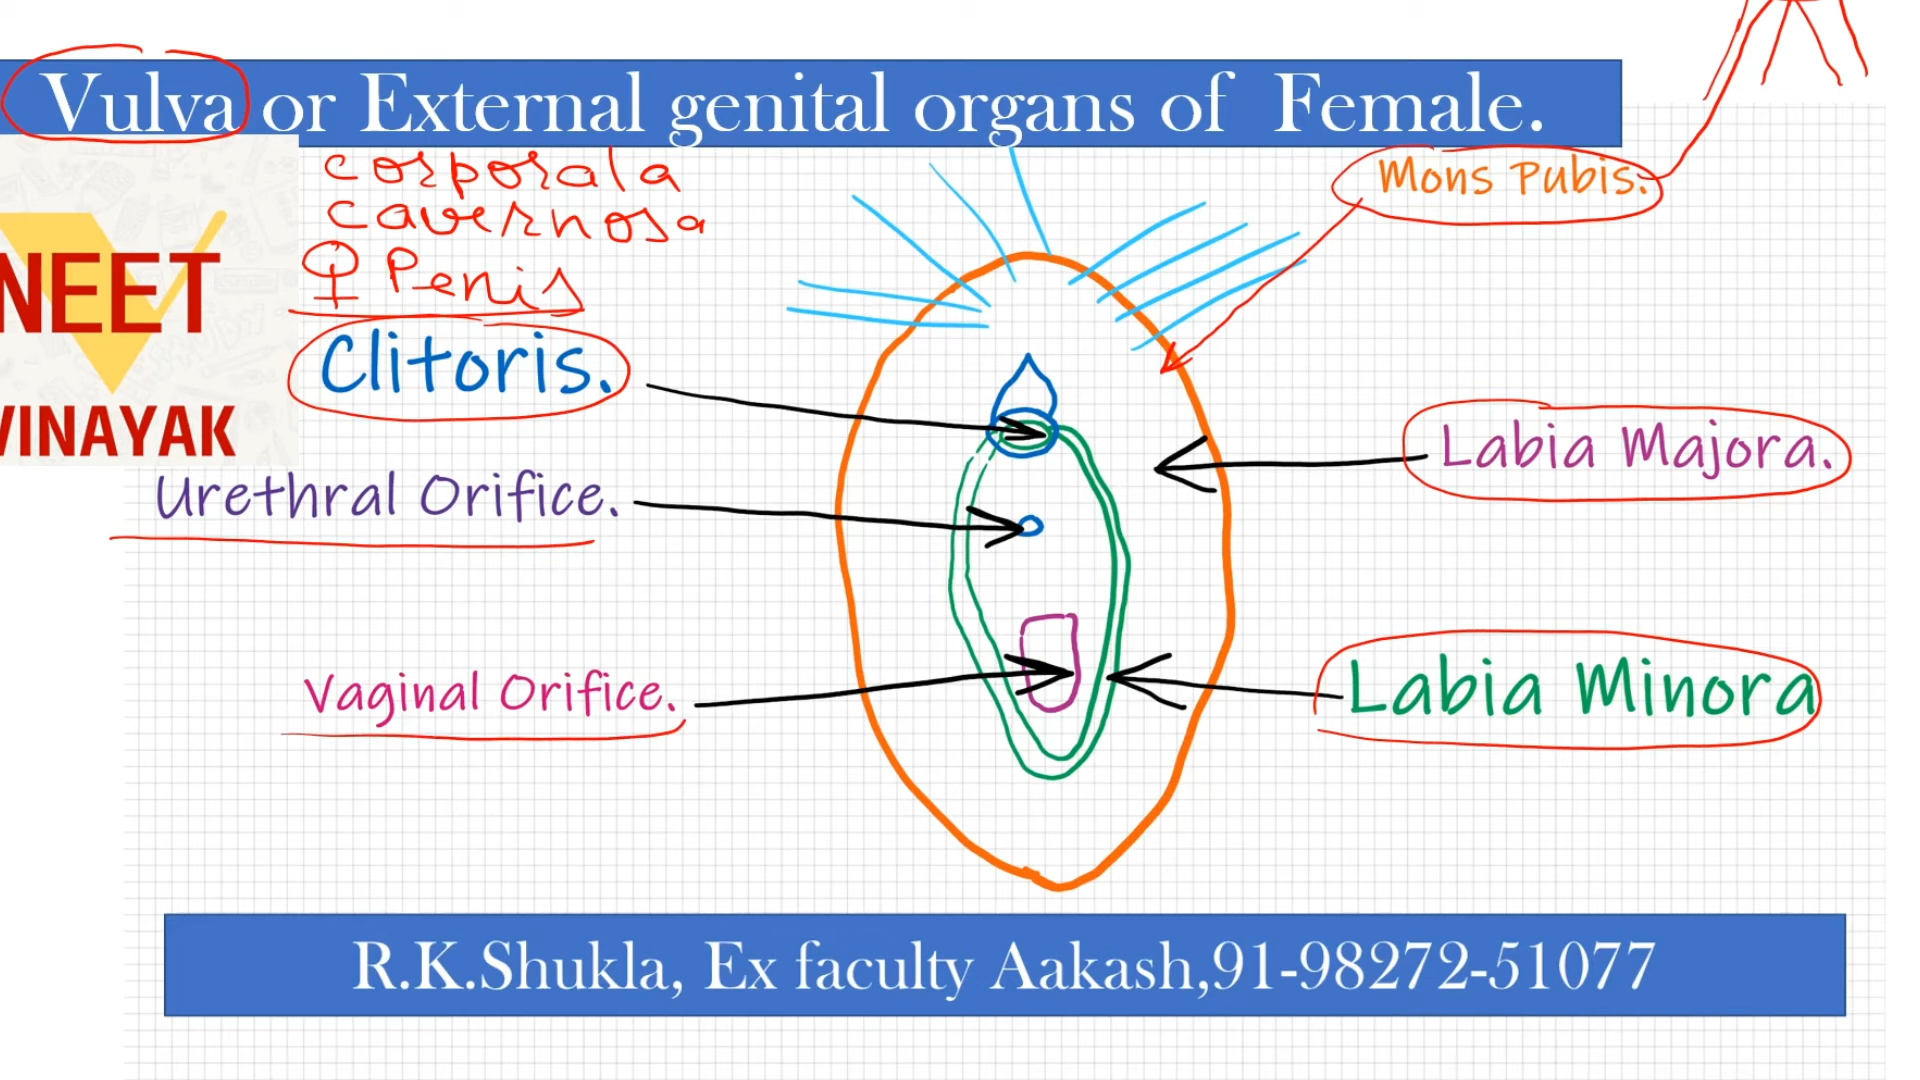 Vulva or External genital organs of Female.
corporala
cavernosa
♀ Penis
Mons Pubis.
NEET
VINAYAK
Clitoris.
Labia Majora.
Urethral Orifice.
Vaginal Orifice.
Labia Minora
R.K.Shukla, Ex faculty Aakash,91-98272-51077